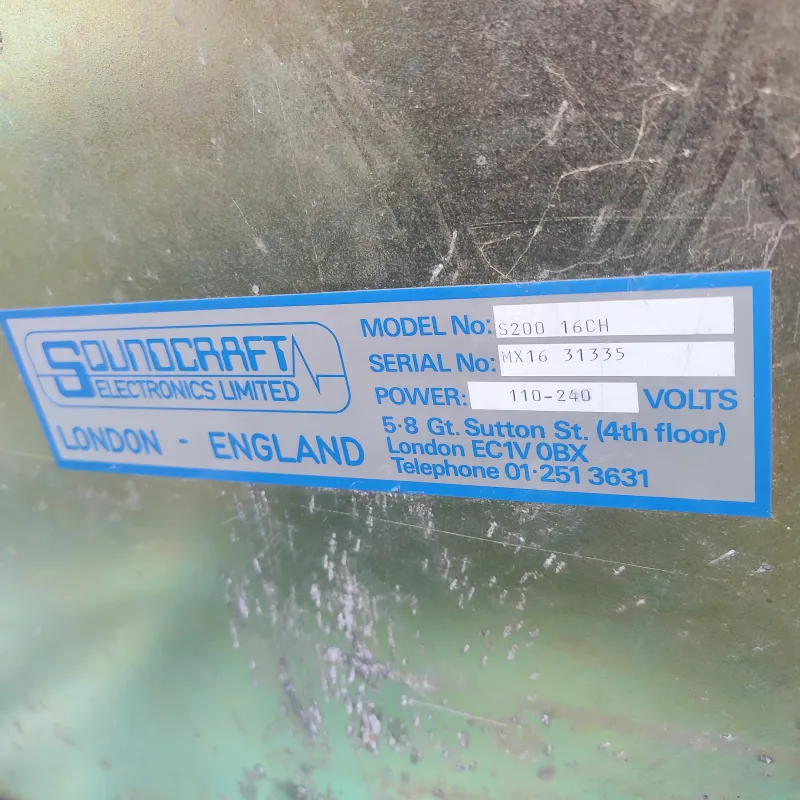 SOUNDCRAFT
ELECTRONICS LIMITED
LONDON - ENGLAND
MODEL No: S200 16CH
SERIAL No: MX16 31335
POWER: 110-240 VOLTS
5·8 Gt. Sutton St. (4th floor)
London EC1V 0BX
Telephone 01·251 3631